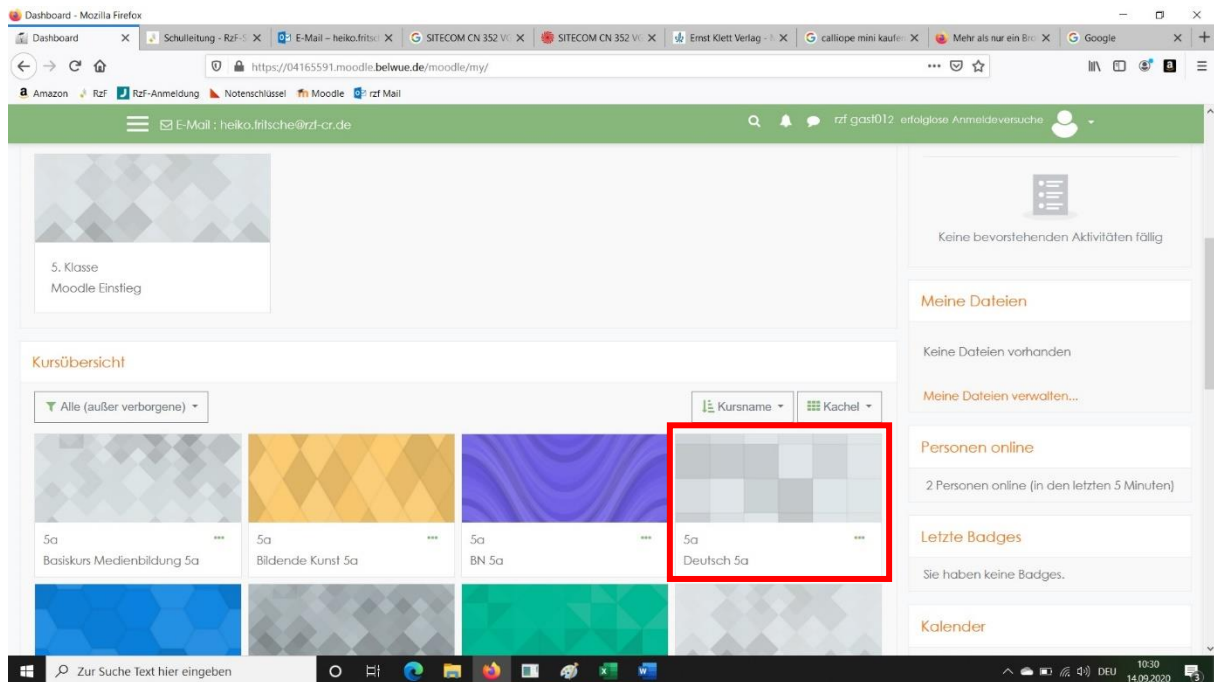 Dashboard - Mozilla Firefox
Dashboard
Schulleitung - RzF-S
E-Mail – heiko.fritsc
SITECOM CN 352 V
SITECOM CN 352 V
Ernst Klett Verlag -
calliope mini kaufen
Mehr als nur ein Bro
Google
https://04165591.moodle.belwue.de/moodle/my/
Amazon
RzF
RzF-Anmeldung
Notenschlüssel
Moodle
rzf Mail
E-Mail : heiko.fritsche@rzf-cr.de
rzf gast012 erfolglose Anmeldeversuche
5. Klasse
Moodle Einstieg
Keine bevorstehenden Aktivitäten fällig
Meine Dateien
Keine Dateien vorhanden
Meine Dateien verwalten...
Kursübersicht
Alle (außer verborgene)
Kursname
Kachel
5a
Basiskurs Medienbildung 5a
5a
Bildende Kunst 5a
5a
BN 5a
5a
Deutsch 5a
Personen online
2 Personen online (in den letzten 5 Minuten)
Letzte Badges
Sie haben keine Badges.
Kalender
Zur Suche Text hier eingeben
DEU
10:30
14.09.2020
3